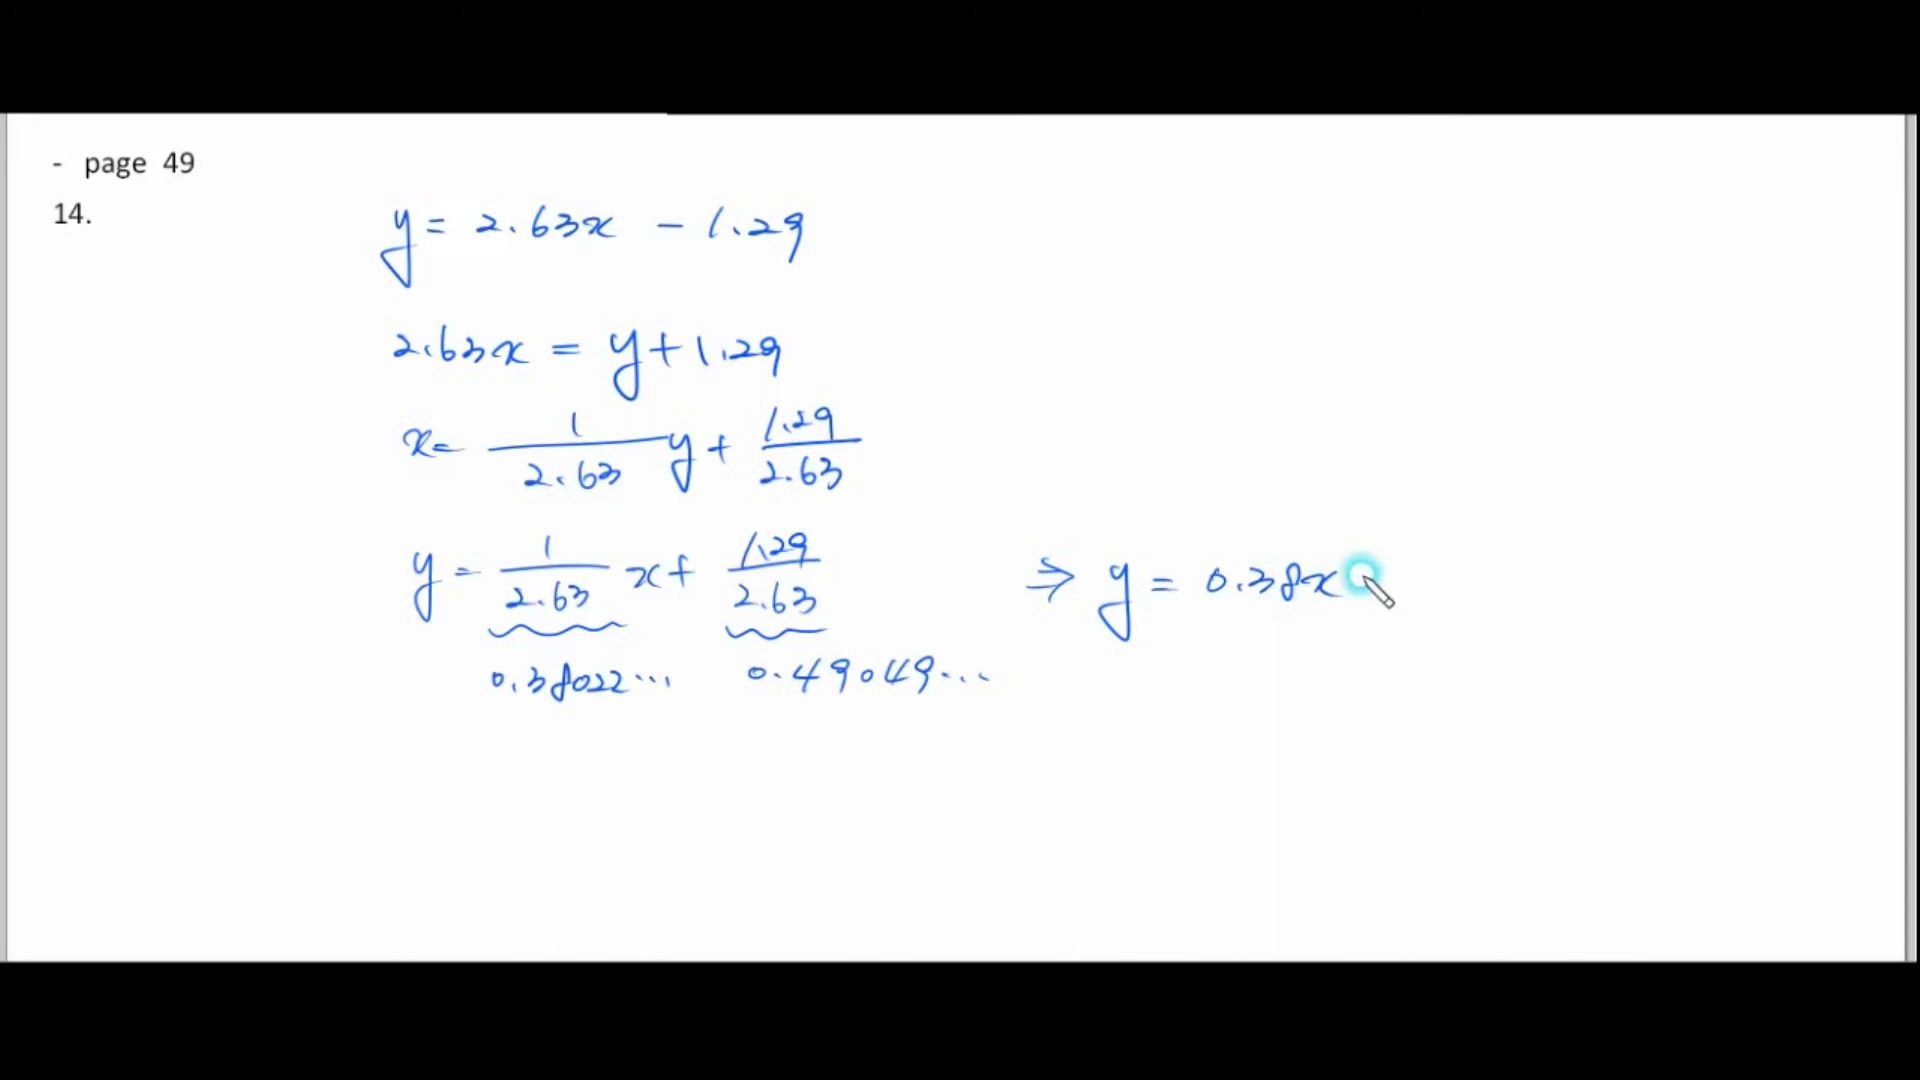 - page 49
14.
y = 2.63x - 1.29
2.63x = y + 1.29
x = 1/2.63 y + 1.29/2.63
y = 1/2.63 x + 1.29/2.63 ⇒ y = 0.38x
0.38022... 0.49049...